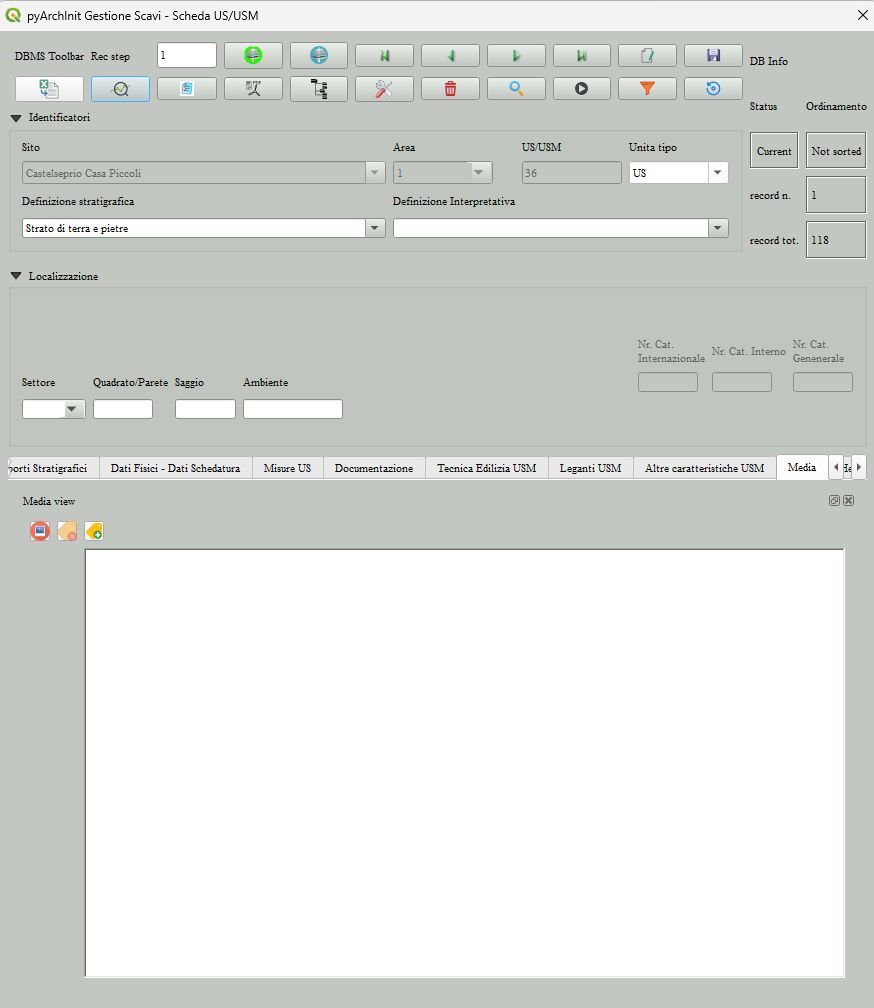 pyArchInit Gestione Scavi - Scheda US/USM
DBMS Toolbar Rec step 1
DB Info
Status Ordinamento
Identificatori
Sito Area US/USM Unita tipo
Current Not sorted
Castelseprio Casa Piccoli 1 36 US
Definizione stratigrafica Definizione Interpretativa
record n. 1
Strato di terra e pietre
record tot. 118
Localizzazione
Nr. Cat. Internazionale Nr. Cat. Interno Nr. Cat. Genenerale
Settore Quadrato/Parete Saggio Ambiente
porti Stratigrafici Dati Fisici - Dati Schedatura Misure US Documentazione Tecnica Edilizia USM Leganti USM Altre caratteristiche USM Media
Media view